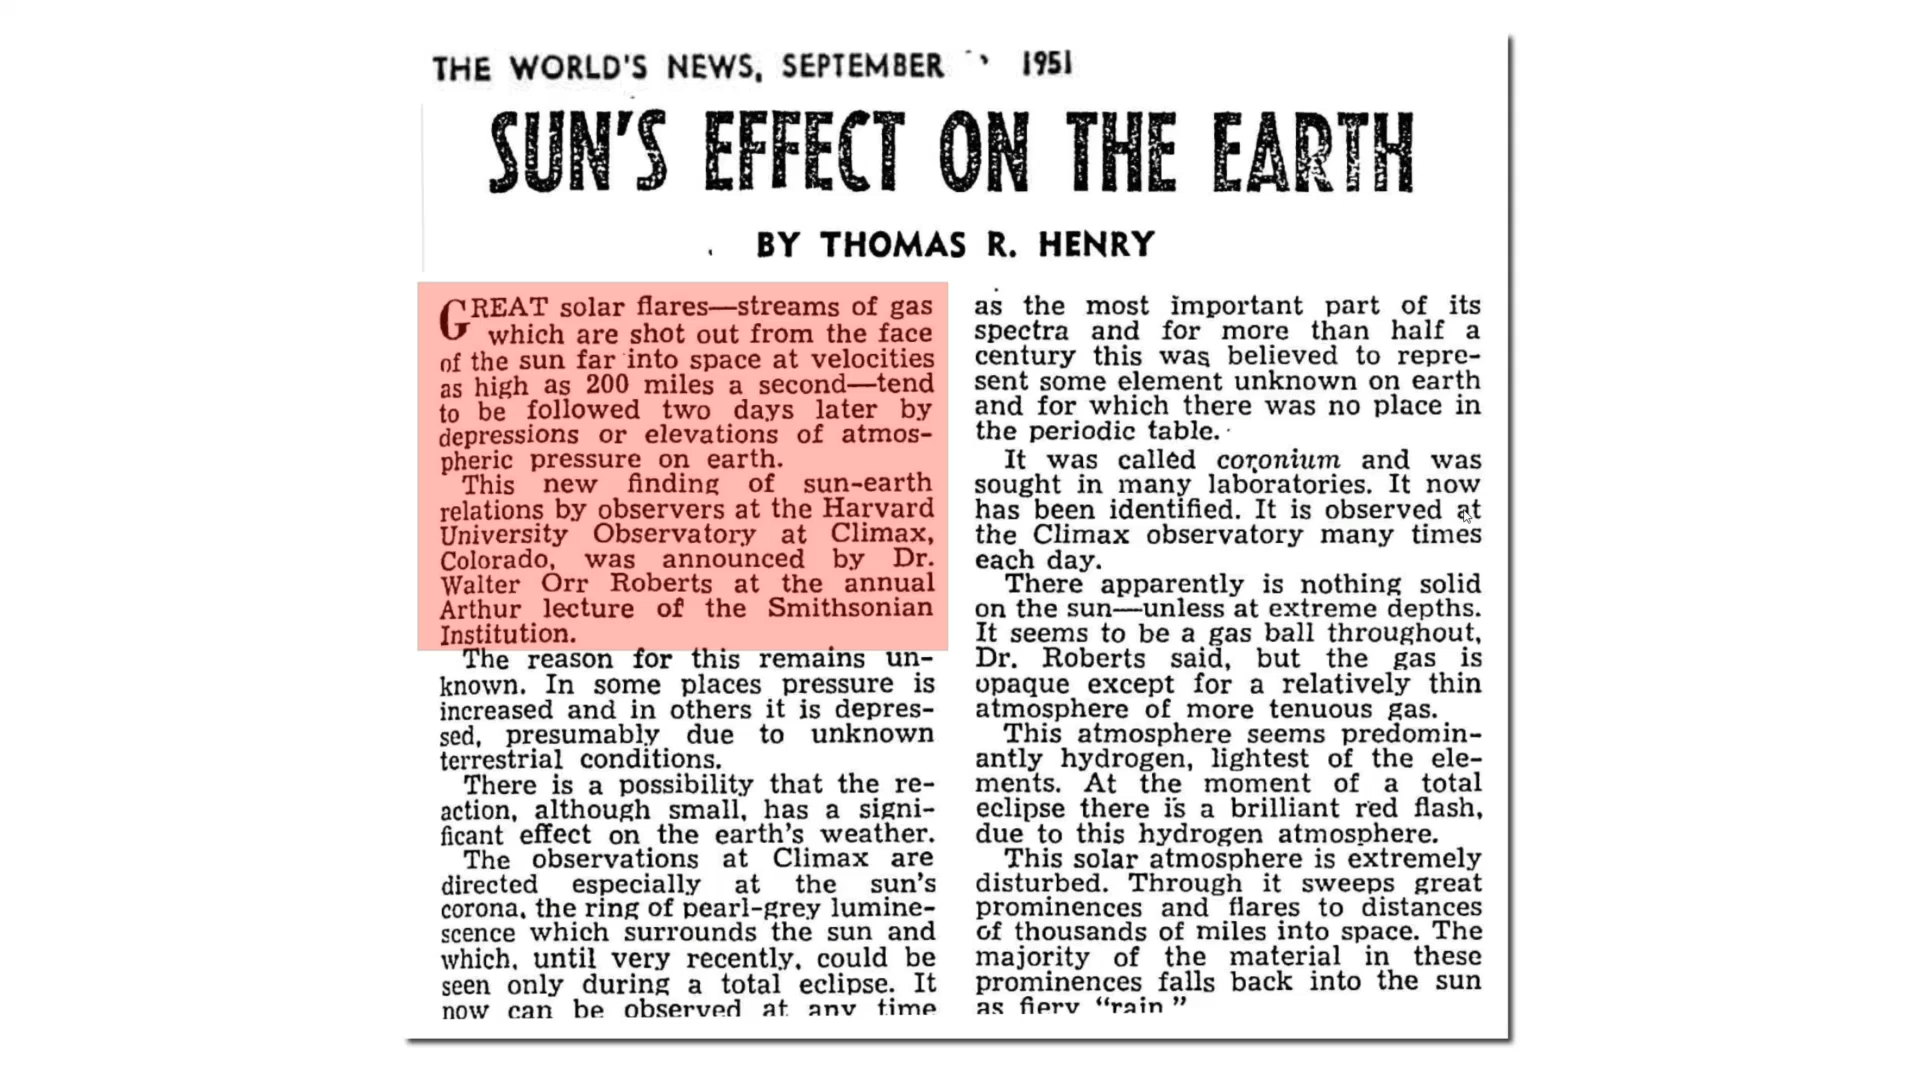 THE WORLD'S NEWS, SEPTEMBER 1951
SUN'S EFFECT ON THE EARTH
BY THOMAS R. HENRY
GREAT solar flares—streams of gas
which are shot out from the face
of the sun far into space at velocities
as high as 200 miles a second—tend
to be followed two days later by
depressions or elevations of atmos-
pheric pressure on earth.
This new finding of sun-earth
relations by observers at the Harvard
University Observatory at Climax,
Colorado, was announced by Dr.
Walter Orr Roberts at the annual
Arthur lecture of the Smithsonian
Institution.
The reason for this remains un-
known. In some places pressure is
increased and in others it is depres-
sed, presumably due to unknown
terrestrial conditions.
There is a possibility that the re-
action, although small, has a signi-
ficant effect on the earth's weather.
The observations at Climax are
directed especially at the sun's
corona, the ring of pearl-grey lumine-
scence which surrounds the sun and
which, until very recently, could be
seen only during a total eclipse. It
now can be observed at any time
as the most important part of its
spectra and for more than half a
century this was believed to repre-
sent some element unknown on earth
and for which there was no place in
the periodic table.
It was called coronium and was
sought in many laboratories. It now
has been identified. It is observed at
the Climax observatory many times
each day.
There apparently is nothing solid
on the sun—unless at extreme depths.
It seems to be a gas ball throughout,
Dr. Roberts said, but the gas is
opaque except for a relatively thin
atmosphere of more tenuous gas.
This atmosphere seems predomin-
antly hydrogen, lightest of the ele-
ments. At the moment of a total
eclipse there is a brilliant red flash,
due to this hydrogen atmosphere.
This solar atmosphere is extremely
disturbed. Through it sweeps great
prominences and flares to distances
of thousands of miles into space. The
majority of the material in these
prominences falls back into the sun
as fiery "rain"